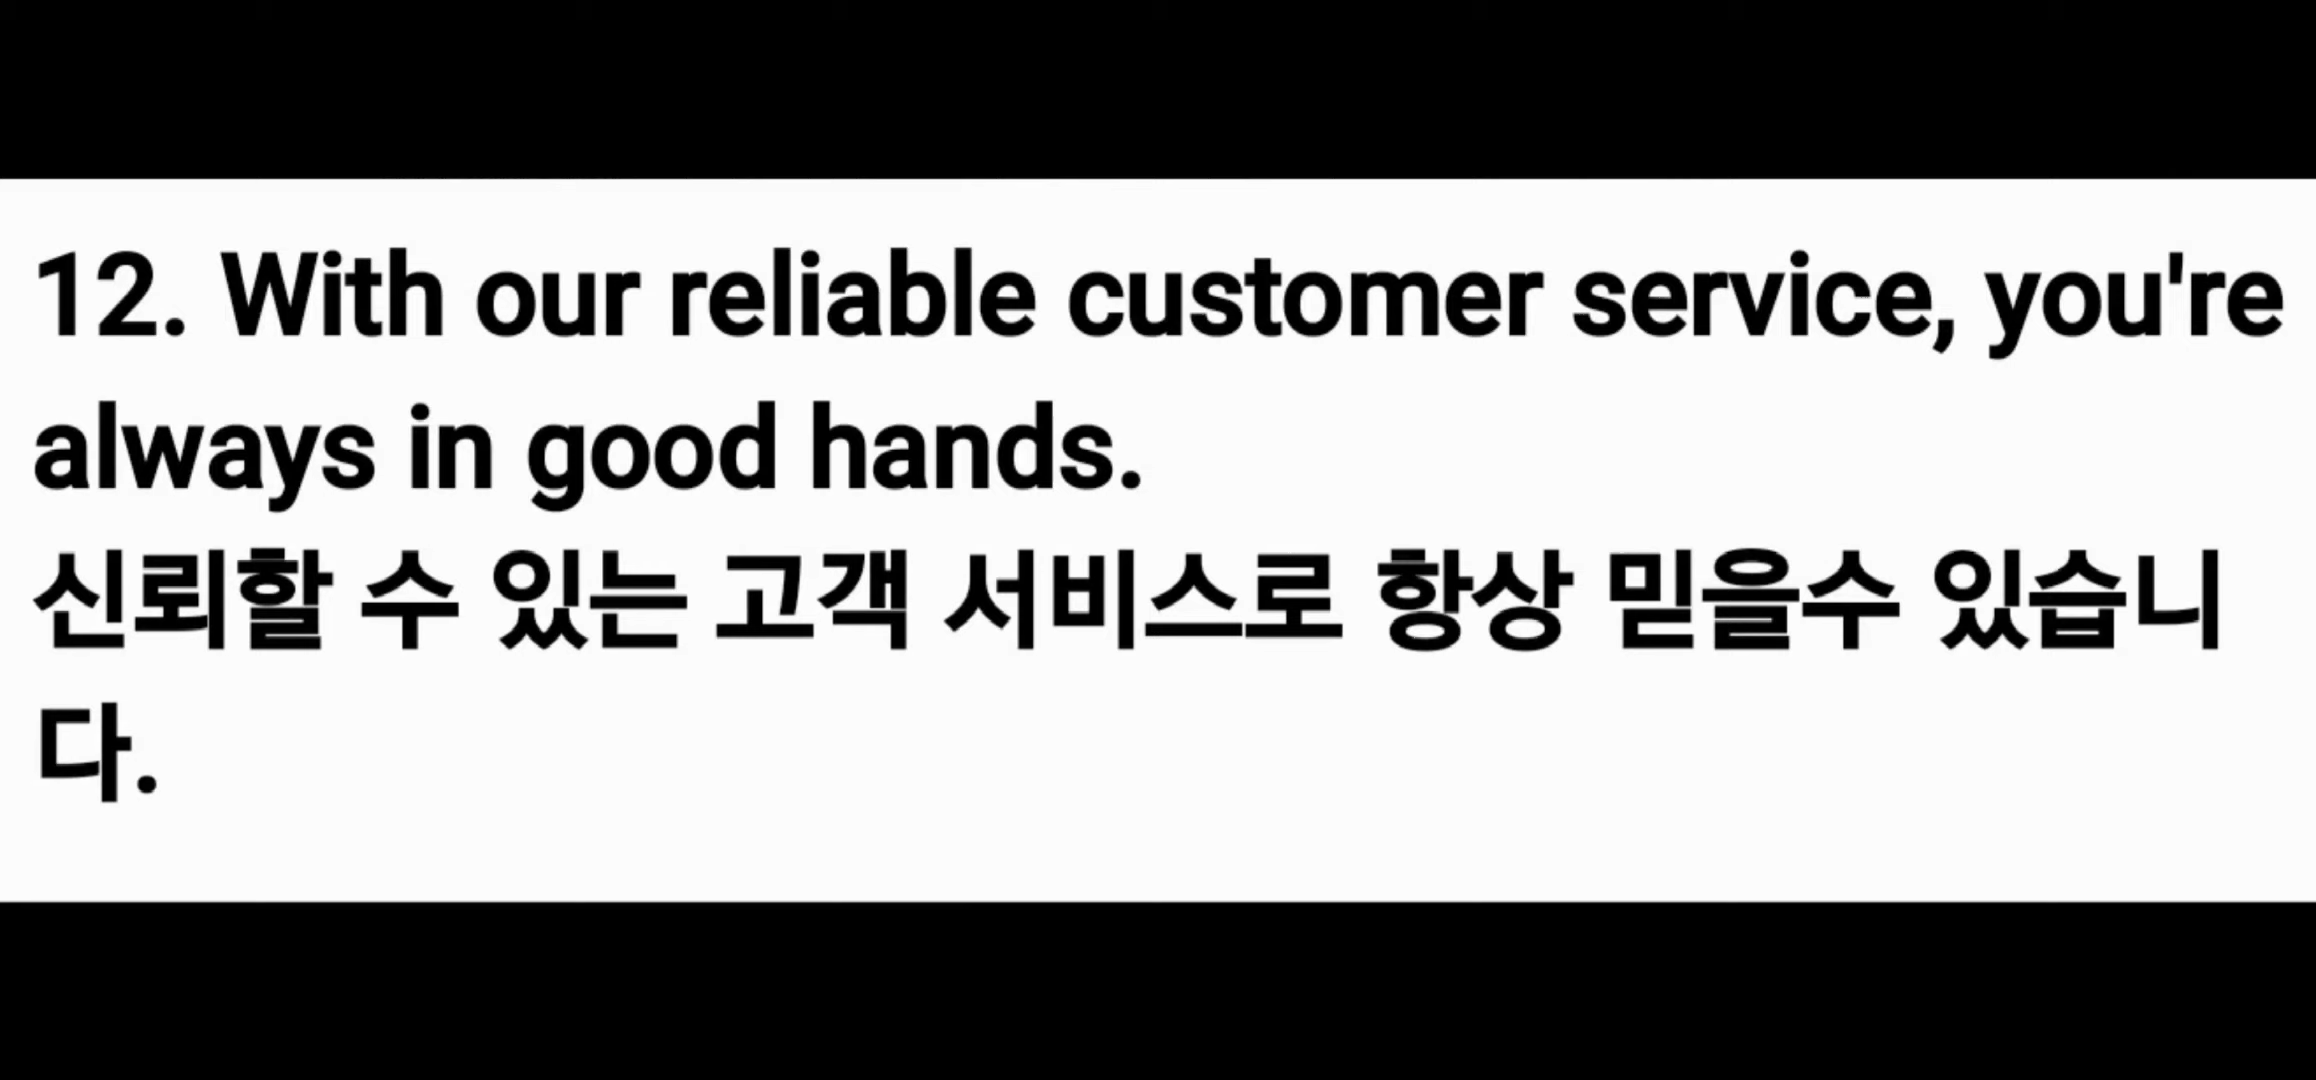 12. With our reliable customer service, you're
always in good hands.
신뢰할 수 있는 고객 서비스로 항상 믿을수 있습니
다.